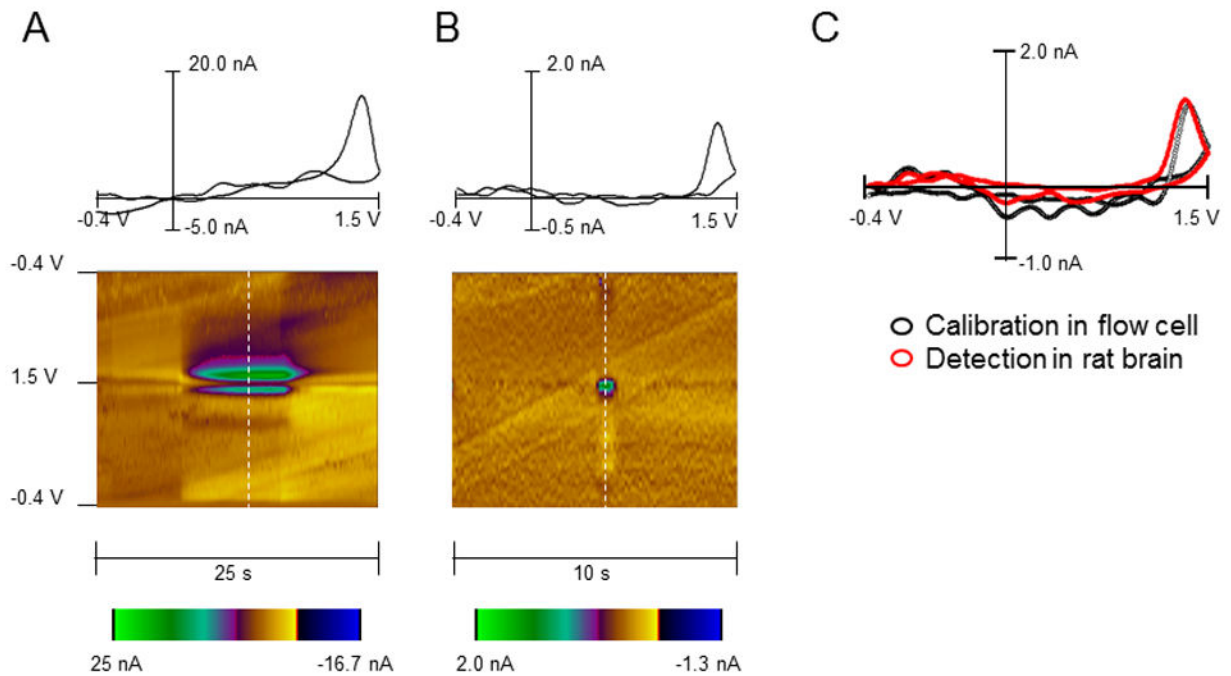 A
20.0 nA
-0.4 V
1.5 V
-5.0 nA
-0.4 V
1.5 V
-0.4 V
25 s
25 nA
-16.7 nA
B
2.0 nA
-0.4 V
1.5 V
-0.5 nA
10 s
2.0 nA
-1.3 nA
C
2.0 nA
-0.4 V
1.5 V
-1.0 nA
Calibration in flow cell
Detection in rat brain